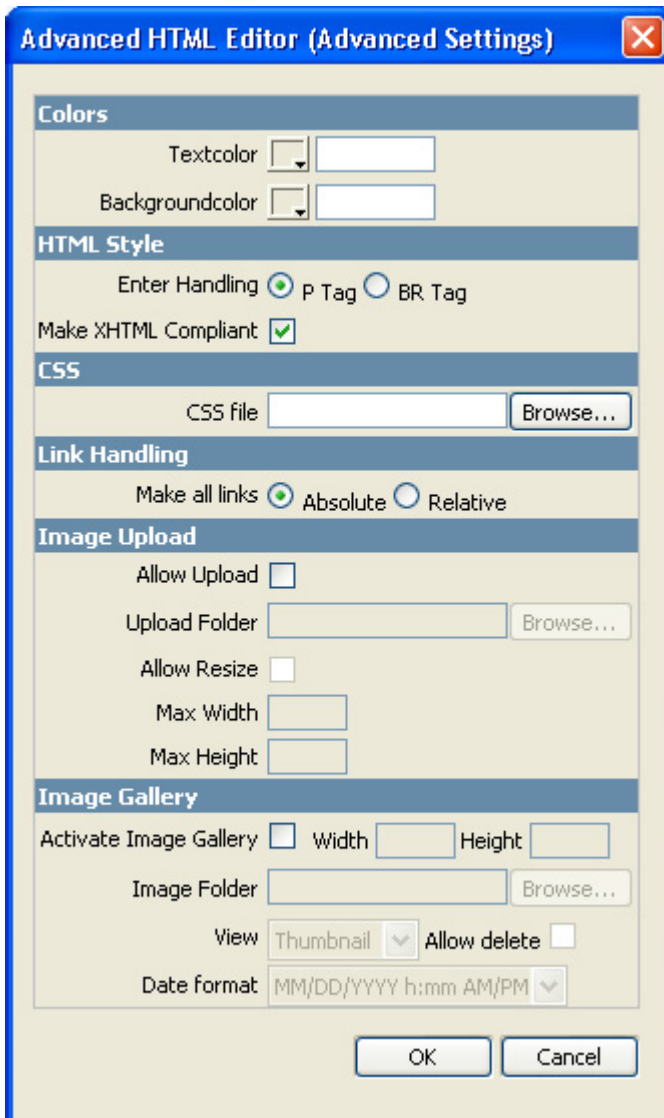 Advanced HTML Editor (Advanced Settings)
Colors
Textcolor
Backgroundcolor
HTML Style
Enter Handling P Tag BR Tag
Make XHTML Compliant
CSS
CSS file Browse...
Link Handling
Make all links Absolute Relative
Image Upload
Allow Upload
Upload Folder Browse...
Allow Resize
Max Width
Max Height
Image Gallery
Activate Image Gallery Width Height
Image Folder Browse...
View Thumbnail Allow delete
Date format MM/DD/YYYY h:mm AM/PM
OK Cancel